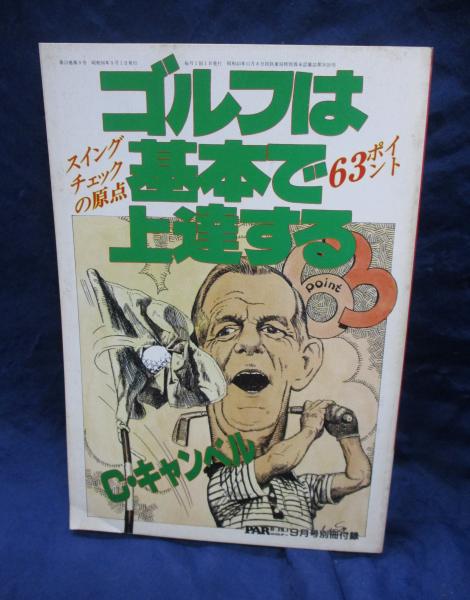 ゴルフは
基本で
上達する
スイング
チェック
の原点
63ポイント
63
point
C・キャンベル
PAR
9月号別冊付録